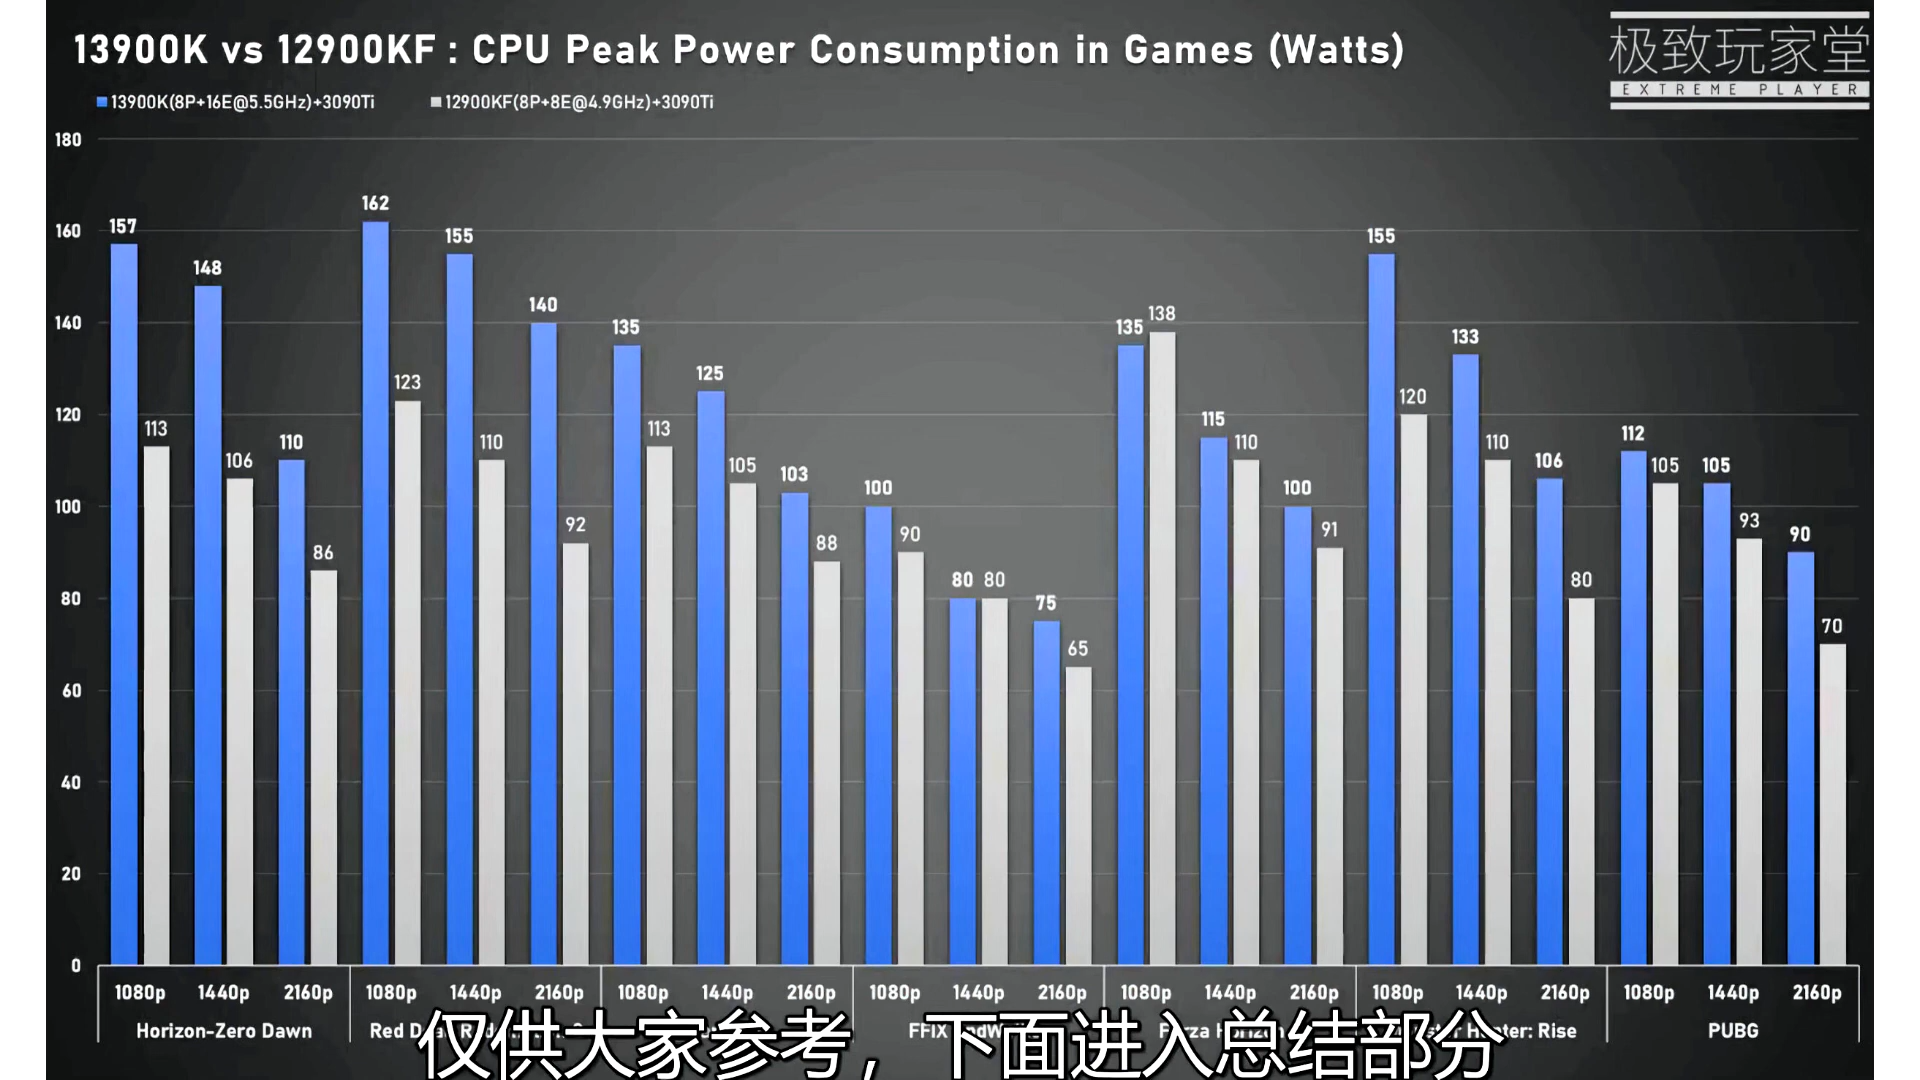 13900K vs 12900KF : CPU Peak Power Consumption in Games (Watts)
极致玩家堂
EXTREME PLAYER
13900K(8P+16E@5.5GHz)+3090Ti 12900KF(8P+8E@4.9GHz)+3090Ti
180
160
140
120
100
80
60
40
20
0
157 113 148 106 110 86
162 123 155 110 140 92
135 113 125 105 103 88
100 90 80 80 75 65
135 138 115 110 100 91
155 120 133 110 106 80
112 105 105 93 90 70
1080p 1440p 2160p 1080p 1440p 2160p 1080p 1440p 2160p 1080p 1440p 2160p 1080p 1440p 2160p 1080p 1440p 2160p 1080p 1440p 2160p
Horizon-Zero Dawn Red FFIX Hunter: Rise PUBG
仅供大家参考，下面进入总结部分